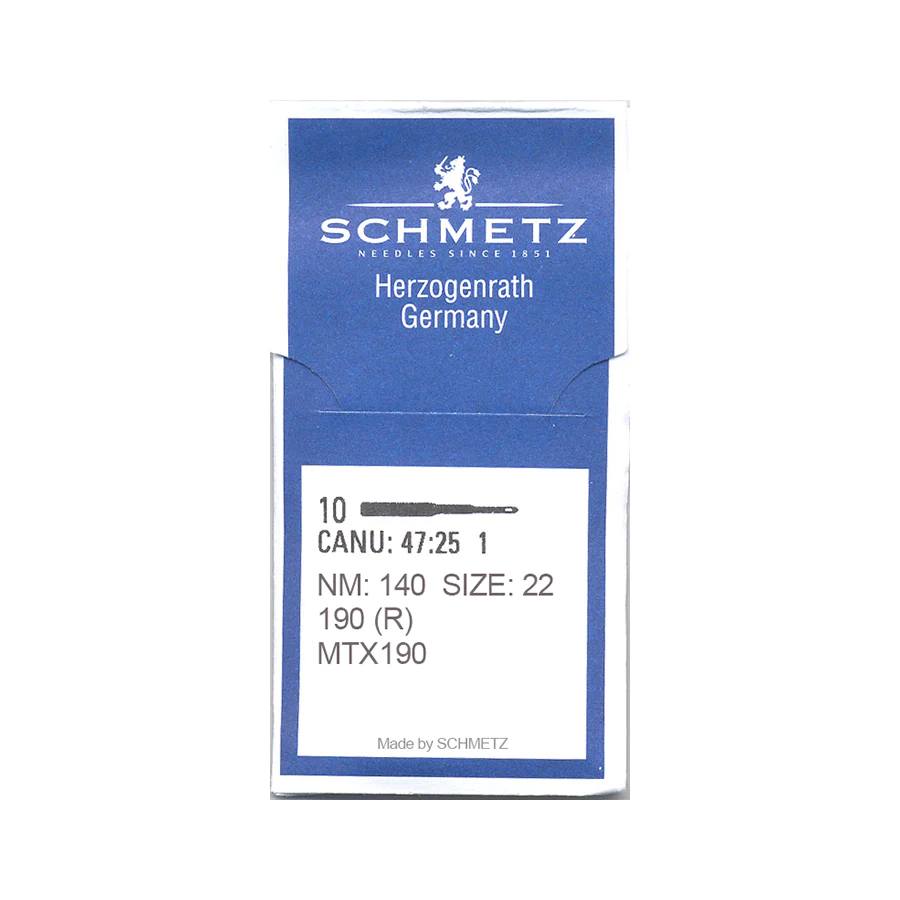 SCHMETZ
NEEDLES SINCE 1851
Herzogenrath
Germany
10
CANU: 47:25 1
NM: 140 SIZE: 22
190 (R)
MTX190
Made by SCHMETZ